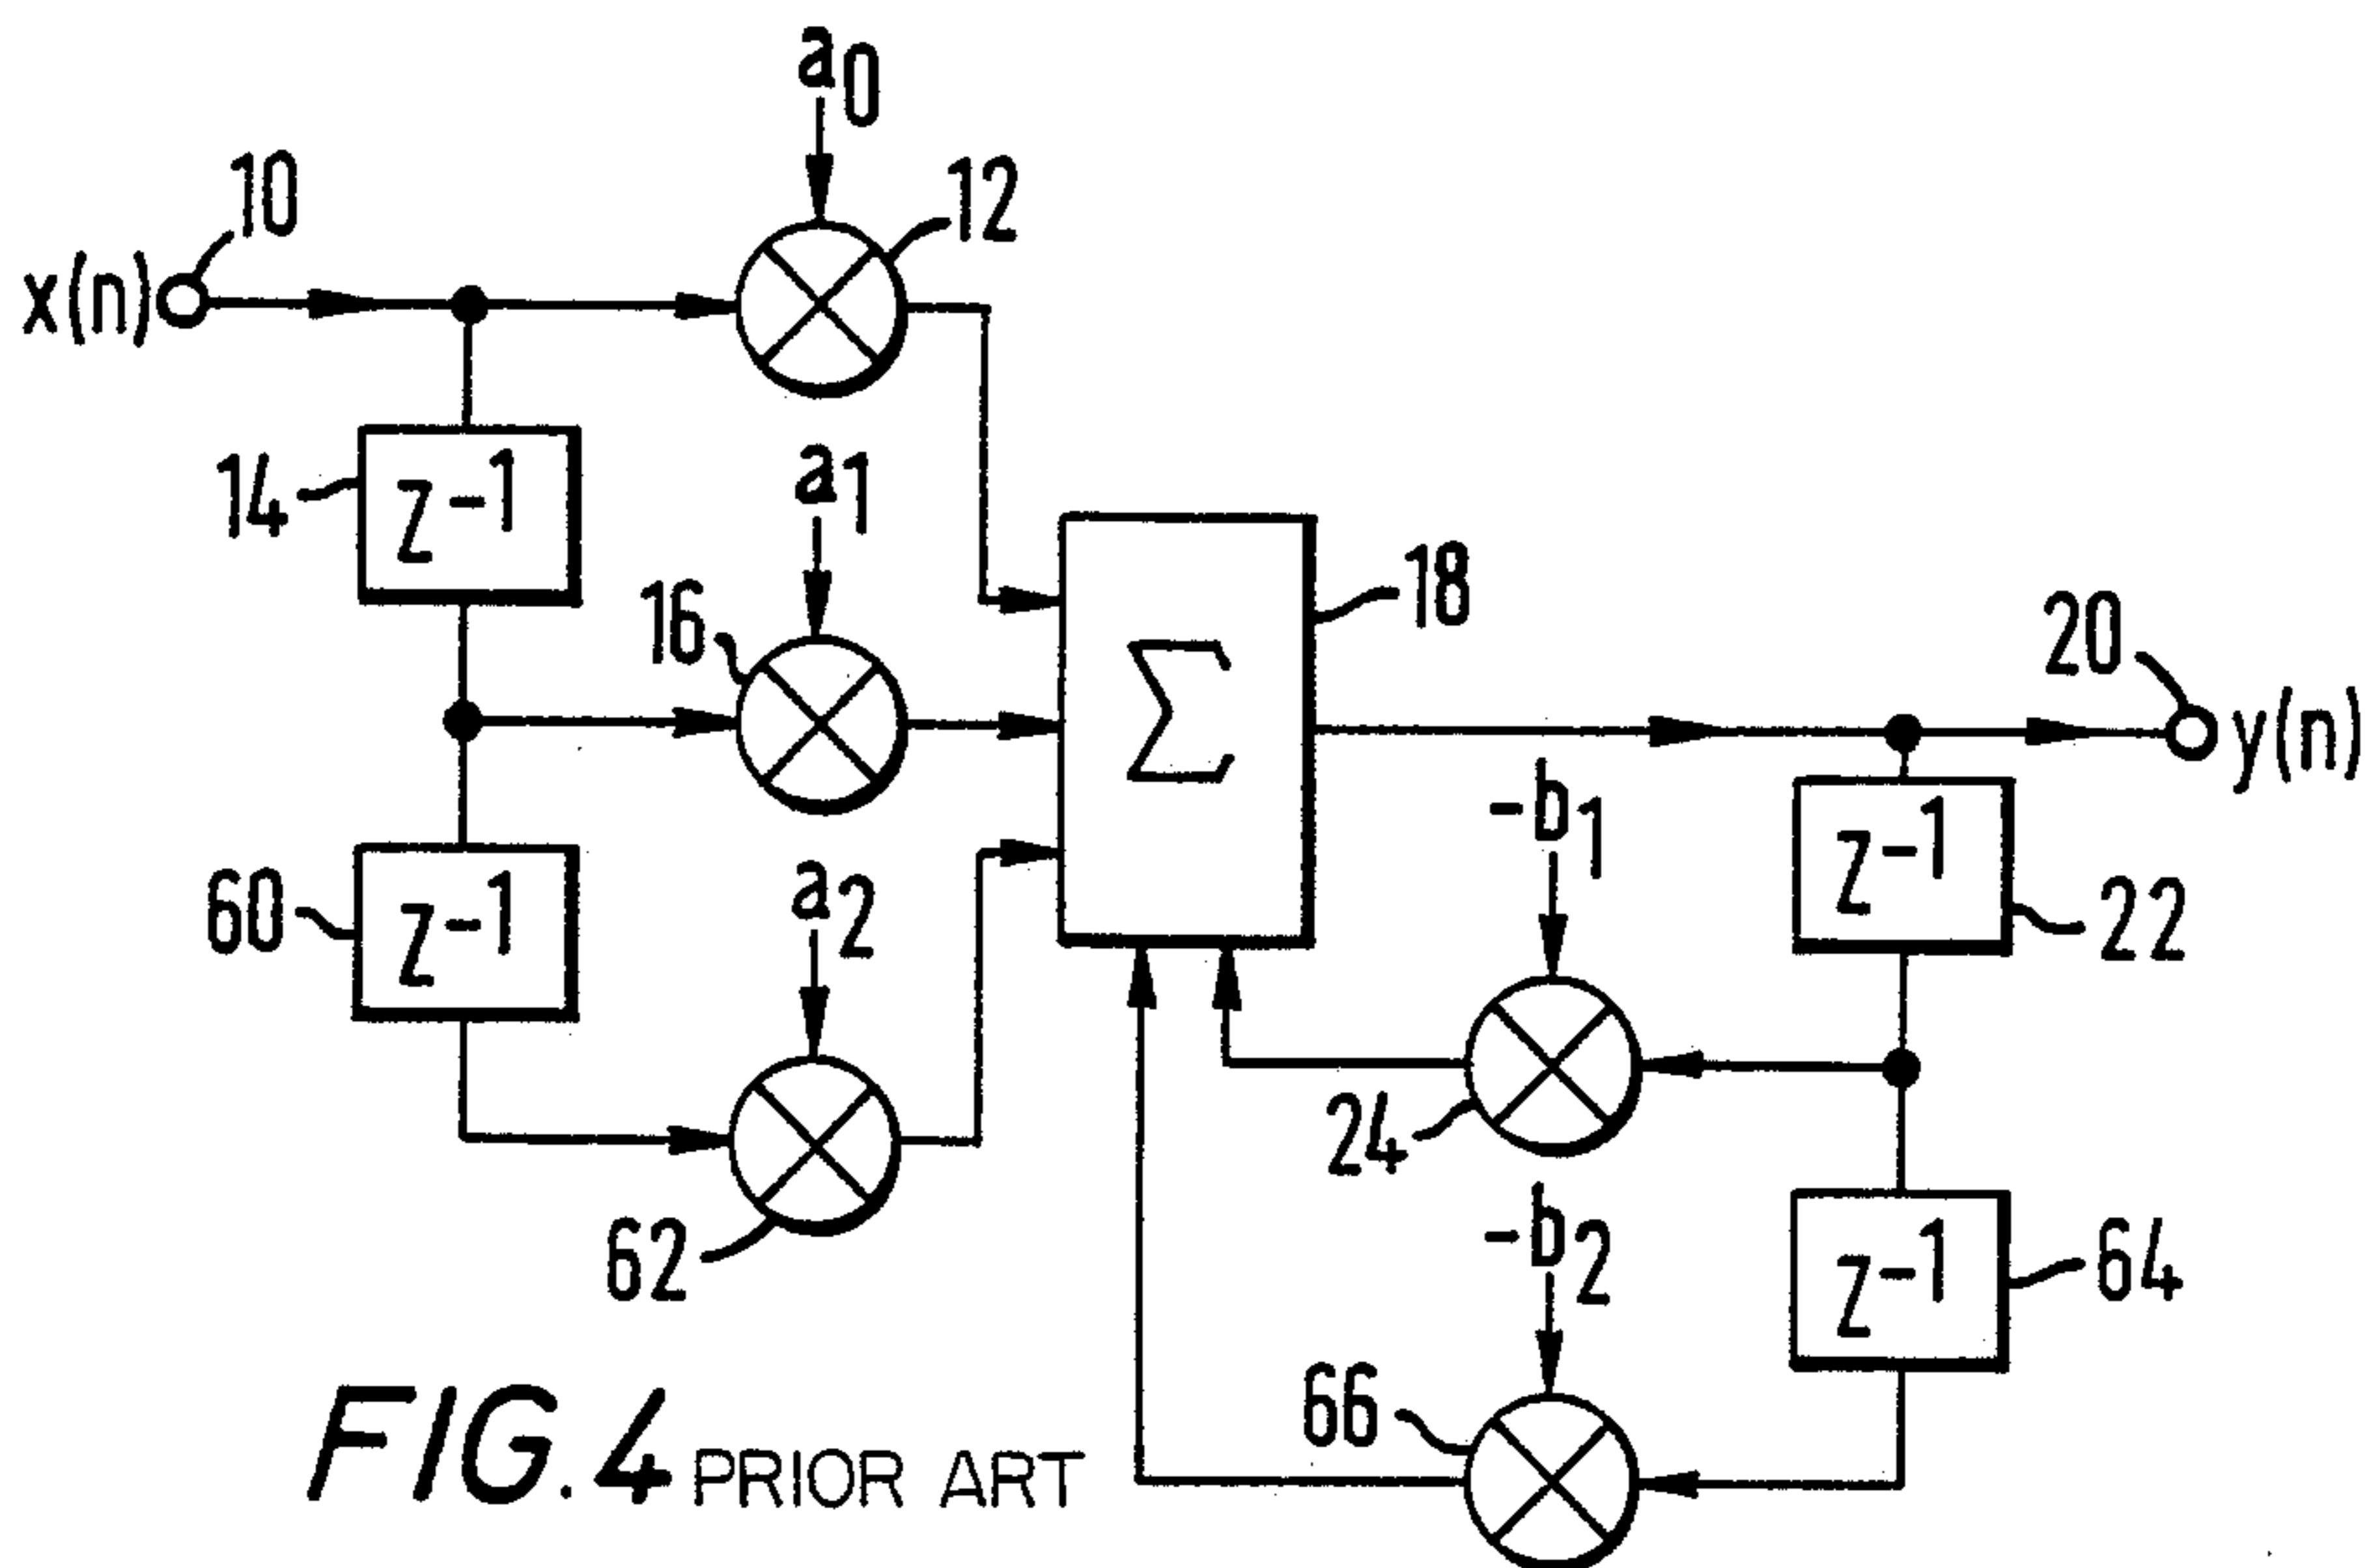 a0
10
12
x(n)
14
z-1
a1
16
18
Σ
20
y(n)
-b1
z-1
22
60
z-1
a2
24
62
-b2
z-1
64
66
FIG. 4 PRIOR ART